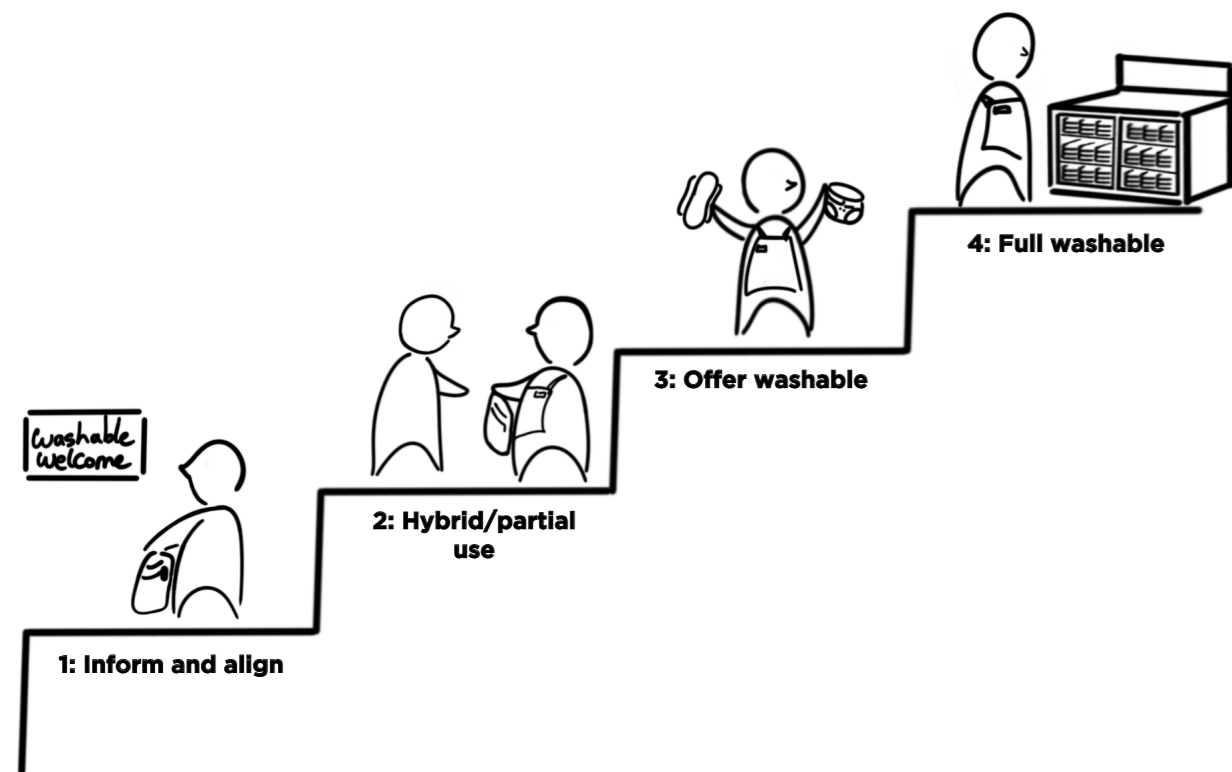 washable
welcome
1: Inform and align
2: Hybrid/partial
use
3: Offer washable
4: Full washable